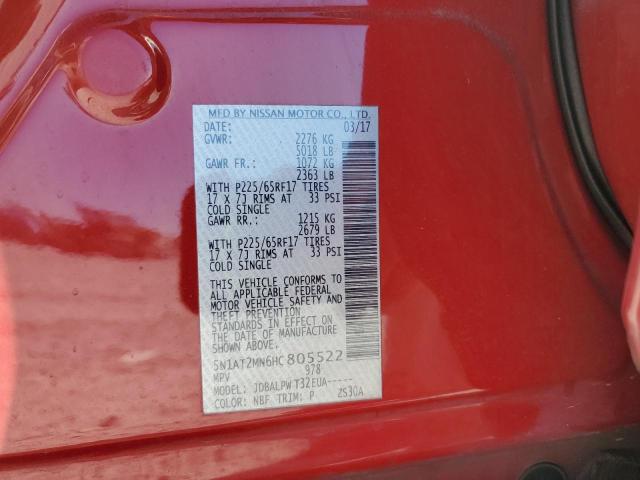 MFD BY NISSAN MOTOR CO., LTD.
DATE: 03/17
GVWR: 2276 KG
5018 LB
GAWR FR.: 1072 KG
2363 LB
WITH P225/65RF17 TIRES
17 X 7J RIMS AT 33 PSI
COLD SINGLE
GAWR RR.: 1215 KG
2679 LB
WITH P225/65RF17 TIRES
17 X 7J RIMS AT 33 PSI
COLD SINGLE
THIS VEHICLE CONFORMS TO
ALL APPLICABLE FEDERAL
MOTOR VEHICLE SAFETY AND
THEFT PREVENTION
STANDARDS IN EFFECT ON
THE DATE OF MANUFACTURE
5N1AT2MN6HC805522
MPV 978
MODEL: JDBALPW T32EUA-----
COLOR: NBF TRIM: P ZS30A